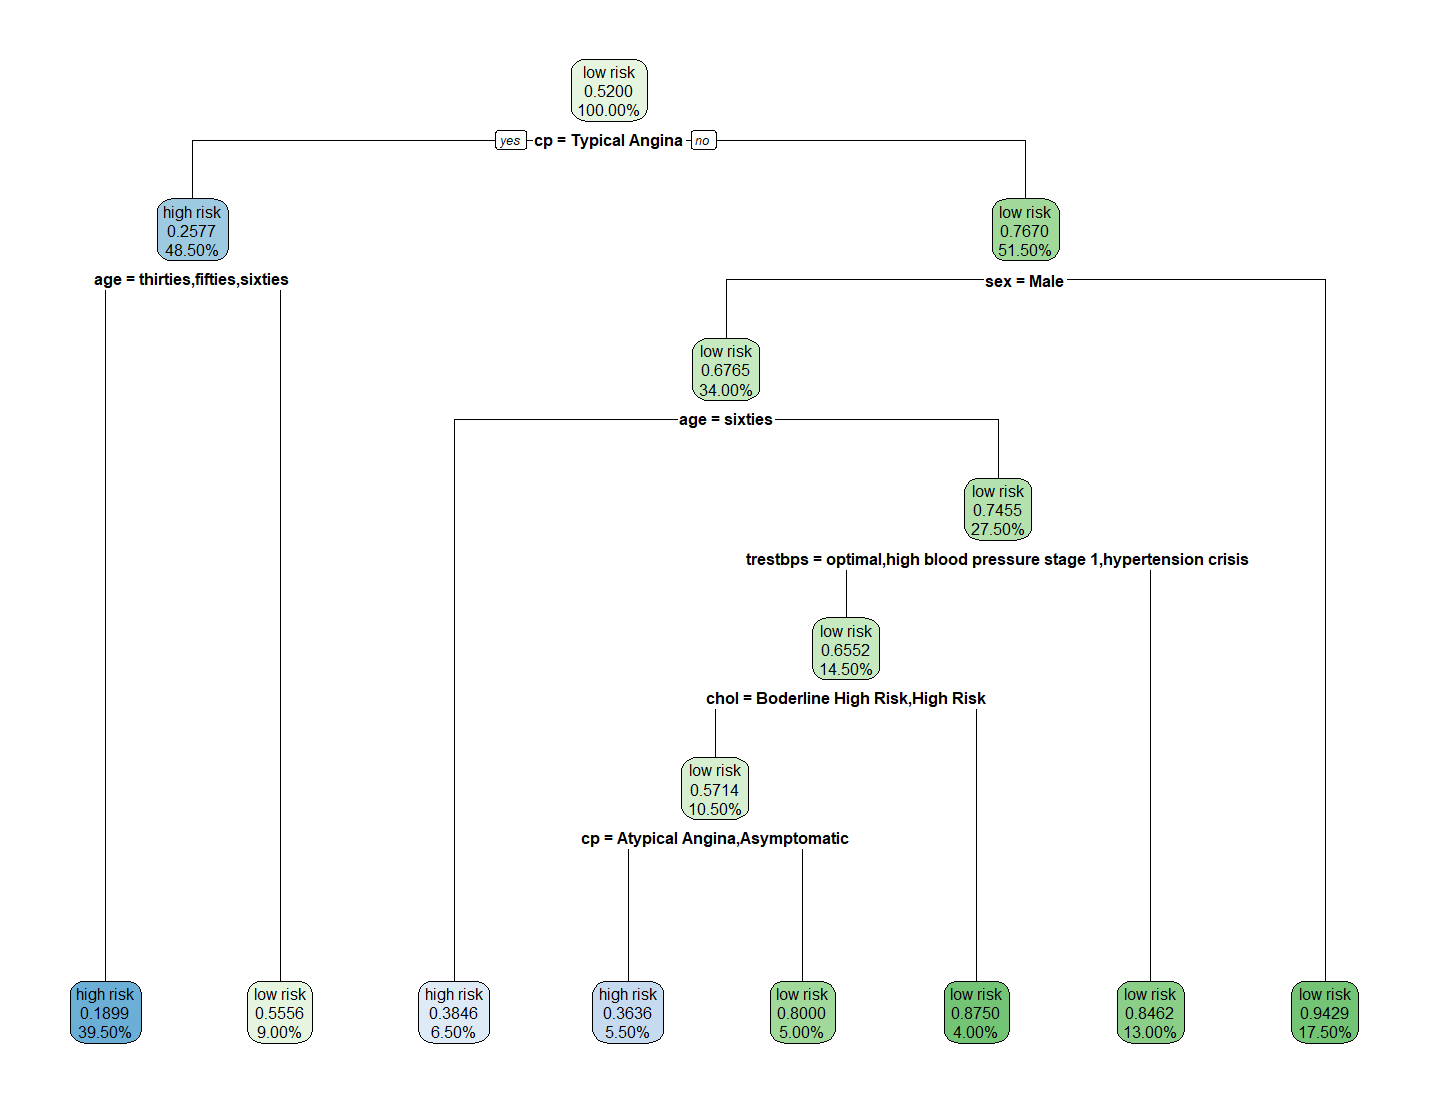 low risk
0.5200
100.00%
yes cp = Typical Angina no
high risk
0.2577
48.50%
low risk
0.7670
51.50%
age = thirties,fifties,sixties
sex = Male
low risk
0.6765
34.00%
age = sixties
low risk
0.7455
27.50%
trestbps = optimal,high blood pressure stage 1,hypertension crisis
low risk
0.6552
14.50%
chol = Boderline High Risk,High Risk
low risk
0.5714
10.50%
cp = Atypical Angina,Asymptomatic
high risk
0.1899
39.50%
low risk
0.5556
9.00%
high risk
0.3846
6.50%
high risk
0.3636
5.50%
low risk
0.8000
5.00%
low risk
0.8750
4.00%
low risk
0.8462
13.00%
low risk
0.9429
17.50%